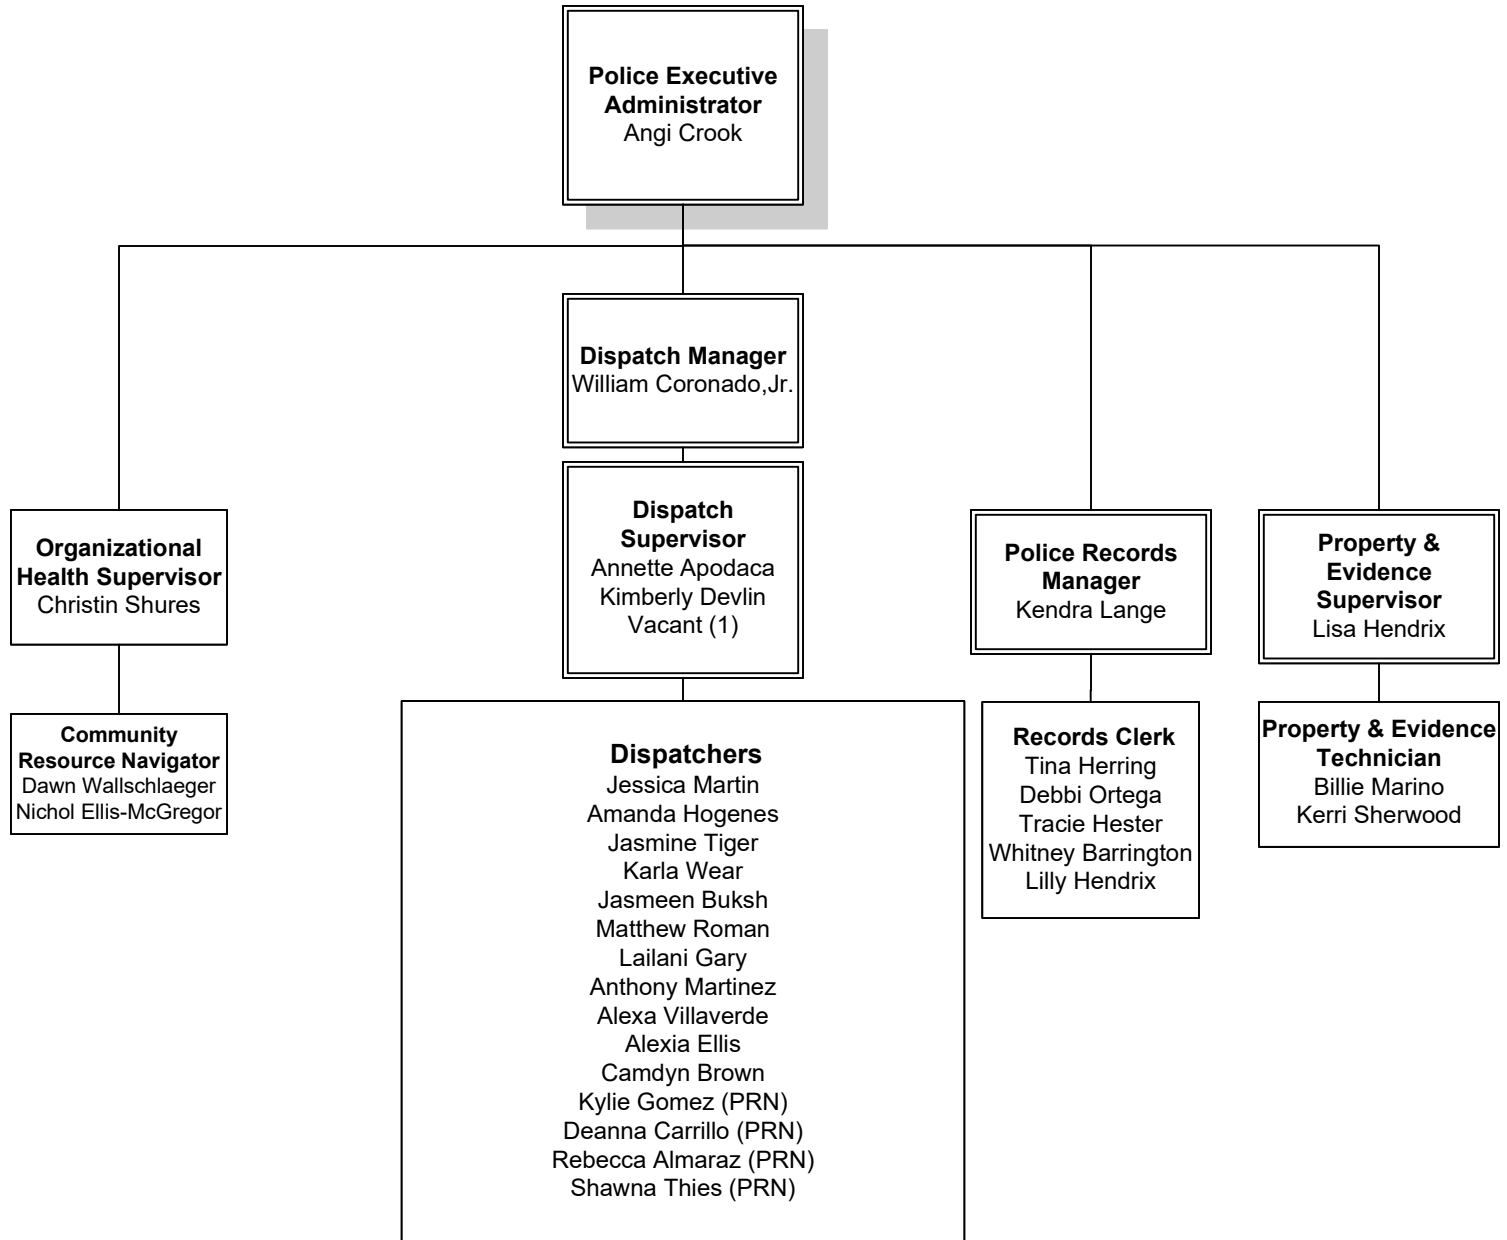 Police Executive
Administrator
Angi Crook
Dispatch Manager
William Coronado,Jr.
Organizational
Health Supervisor
Christin Shures
Dispatch
Supervisor
Annette Apodaca
Kimberly Devlin
Vacant (1)
Police Records
Manager
Kendra Lange
Property &
Evidence
Supervisor
Lisa Hendrix
Community
Resource Navigator
Dawn Wallschlaeger
Nichol Ellis-McGregor
Dispatchers
Jessica Martin
Amanda Hogenes
Jasmine Tiger
Karla Wear
Jasmeen Buksh
Matthew Roman
Lailani Gary
Anthony Martinez
Alexa Villaverde
Alexia Ellis
Camdyn Brown
Kylie Gomez (PRN)
Deanna Carrillo (PRN)
Rebecca Almaraz (PRN)
Shawna Thies (PRN)
Records Clerk
Tina Herring
Debbi Ortega
Tracie Hester
Whitney Barrington
Lilly Hendrix
Property & Evidence
Technician
Billie Marino
Kerri Sherwood